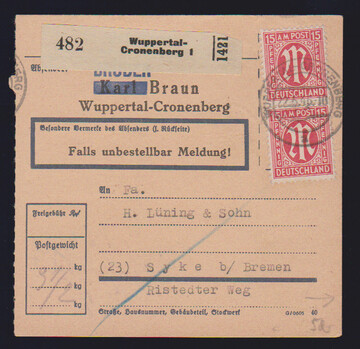 482
Wuppertal-
Cronenberg 1
1421
15 AM POST 15
DEUTSCHLAND
15 AM POST 15
DEUTSCHLAND
Absender:
BRUDER
Karl Braun
Wuppertal-Cronenberg
Besondere Vermerke des Absenders (s. Rückseite)
Falls unbestellbar Meldung!
An Fa.
H. Lüning & Sohn
(23) Syke b/ Bremen
Ristedter Weg
Straße, Hausnummer, Gebäudeteil, Stockwerk
Freigebühr
Postgewicht
kg
kg
kg